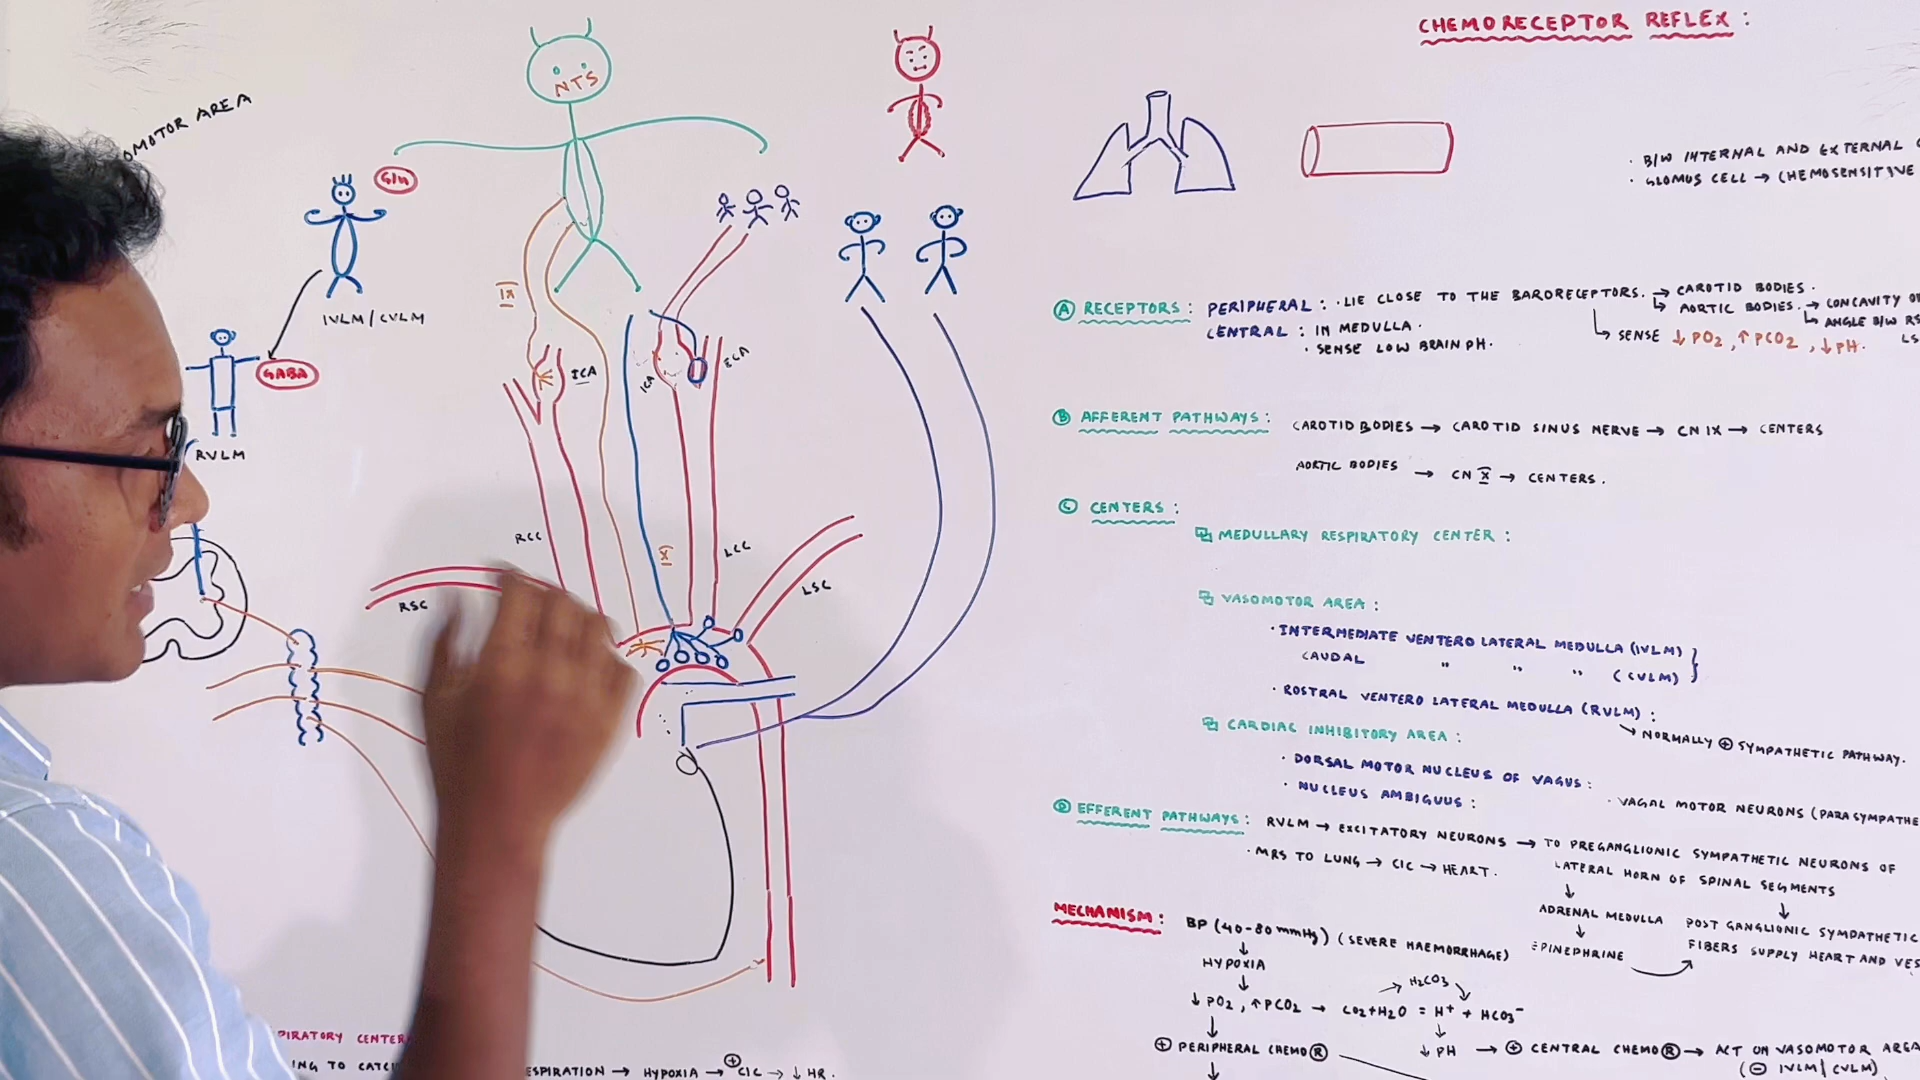 CHEMORECEPTOR REFLEX :
OMOTOR AREA
NTS
Gln
IVLM / CVLM
GABA
RVLM
IX
ICA
ICA
ECA
RCC
X
LCC
RSC
LSC
PIRATORY CENTER
ING TO
ESPIRATION → HYPOXIA → ⊕ CIC → ↓ HR.
· B/W INTERNAL AND EXTERNAL
· GLOMUS CELL → CHEMOSENSITIVE
Ⓐ RECEPTORS : PERIPHERAL : · LIE CLOSE TO THE BARORECEPTORS. → CAROTID BODIES.
↳ AORTIC BODIES. → CONCAVITY
↳ ANGLE B/W RS
LS
↳ SENSE ↓ PO2 , ↑ PCO2 , ↓ PH.
CENTRAL : IN MEDULLA.
· SENSE LOW BRAIN PH.
Ⓑ AFFERENT PATHWAYS : CAROTID BODIES → CAROTID SINUS NERVE → CN IX → CENTERS
AORTIC BODIES → CN X → CENTERS.
Ⓒ CENTERS :
MEDULLARY RESPIRATORY CENTER :
VASOMOTOR AREA :
· INTERMEDIATE VENTERO LATERAL MEDULLA (IVLM)
CAUDAL " " " (CVLM) }
· ROSTRAL VENTERO LATERAL MEDULLA (RVLM) :
↳ NORMALLY ⊕ SYMPATHETIC PATHWAY.
CARDIAC INHIBITORY AREA :
· DORSAL MOTOR NUCLEUS OF VAGUS :
· NUCLEUS AMBIGUUS :
· VAGAL MOTOR NEURONS (PARASYMPATHE
Ⓓ EFFERENT PATHWAYS : RVLM → EXCITATORY NEURONS → TO PREGANGLIONIC SYMPATHETIC NEURONS OF
LATERAL HORN OF SPINAL SEGMENTS
· MRS TO LUNG → CIC → HEART.
↓ ↓
ADRENAL MEDULLA POST GANGLIONIC SYMPATHETIC
↓ FIBERS SUPPLY HEART AND VES
EPINEPHRINE
MECHANISM : BP (40-80 mmHg) (SEVERE HAEMORRHAGE)
↓
HYPOXIA
↓
↓ PO2 , ↑ PCO2 → CO2+H2O = H+ + HCO3-
H2CO3
↓ ↓
⊕ PERIPHERAL CHEMO Ⓡ ↓ PH → ⊕ CENTRAL CHEMO Ⓡ → ACT ON VASOMOTOR AREA
(⊖ IVLM / CVLM)
↓